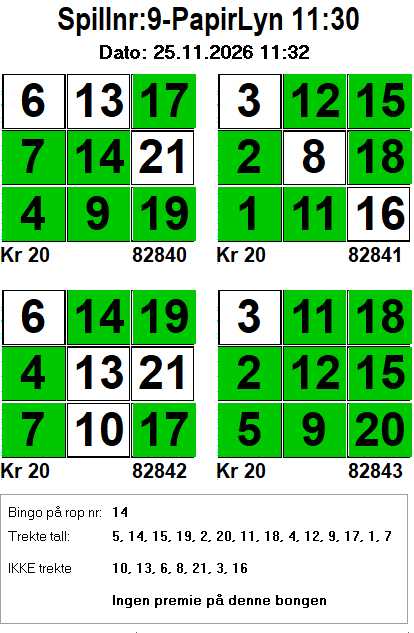 Spillnr:9-PapirLyn 11:30
Dato: 25.11.2026 11:32
6 13 17
7 14 21
4 9 19
Kr 20 82840
3 12 15
2 8 18
1 11 16
Kr 20 82841
6 14 19
4 13 21
7 10 17
Kr 20 82842
3 11 18
2 12 15
5 9 20
Kr 20 82843
Bingo på rop nr: 14
Trekte tall: 5, 14, 15, 19, 2, 20, 11, 18, 4, 12, 9, 17, 1, 7
IKKE trekte 10, 13, 6, 8, 21, 3, 16
Ingen premie på denne bongen